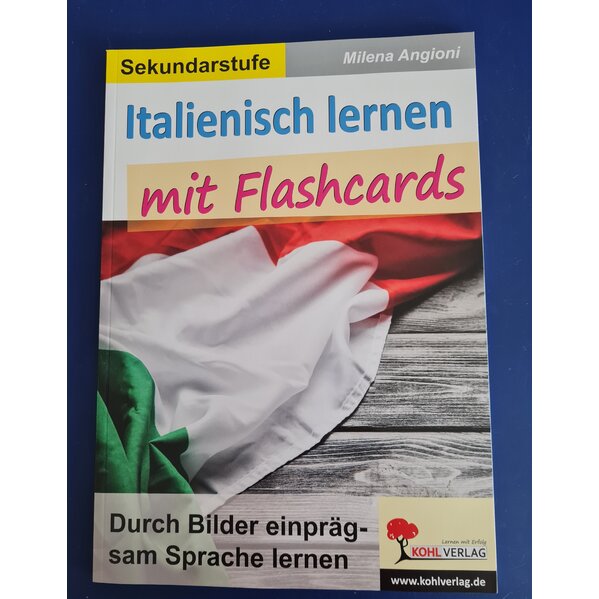 Sekundarstufe
Milena Angioni
Italienisch lernen
mit Flashcards
Durch Bilder einpräg-
sam Sprache lernen
Lernen mit Erfolg
KOHL VERLAG
www.kohlverlag.de